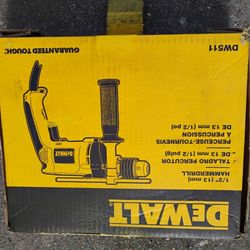 DEWALT
1/2" (13 mm)
HAMMERDRILL
TALADRO PERCUTOR
DE 13 mm (1/2 pulg)
PERCEUSE-TOURNEVIS
A PERCUSSION
DE 13 mm (1/2 po)
DEWALT
DW511
GUARANTEED TOUGH.